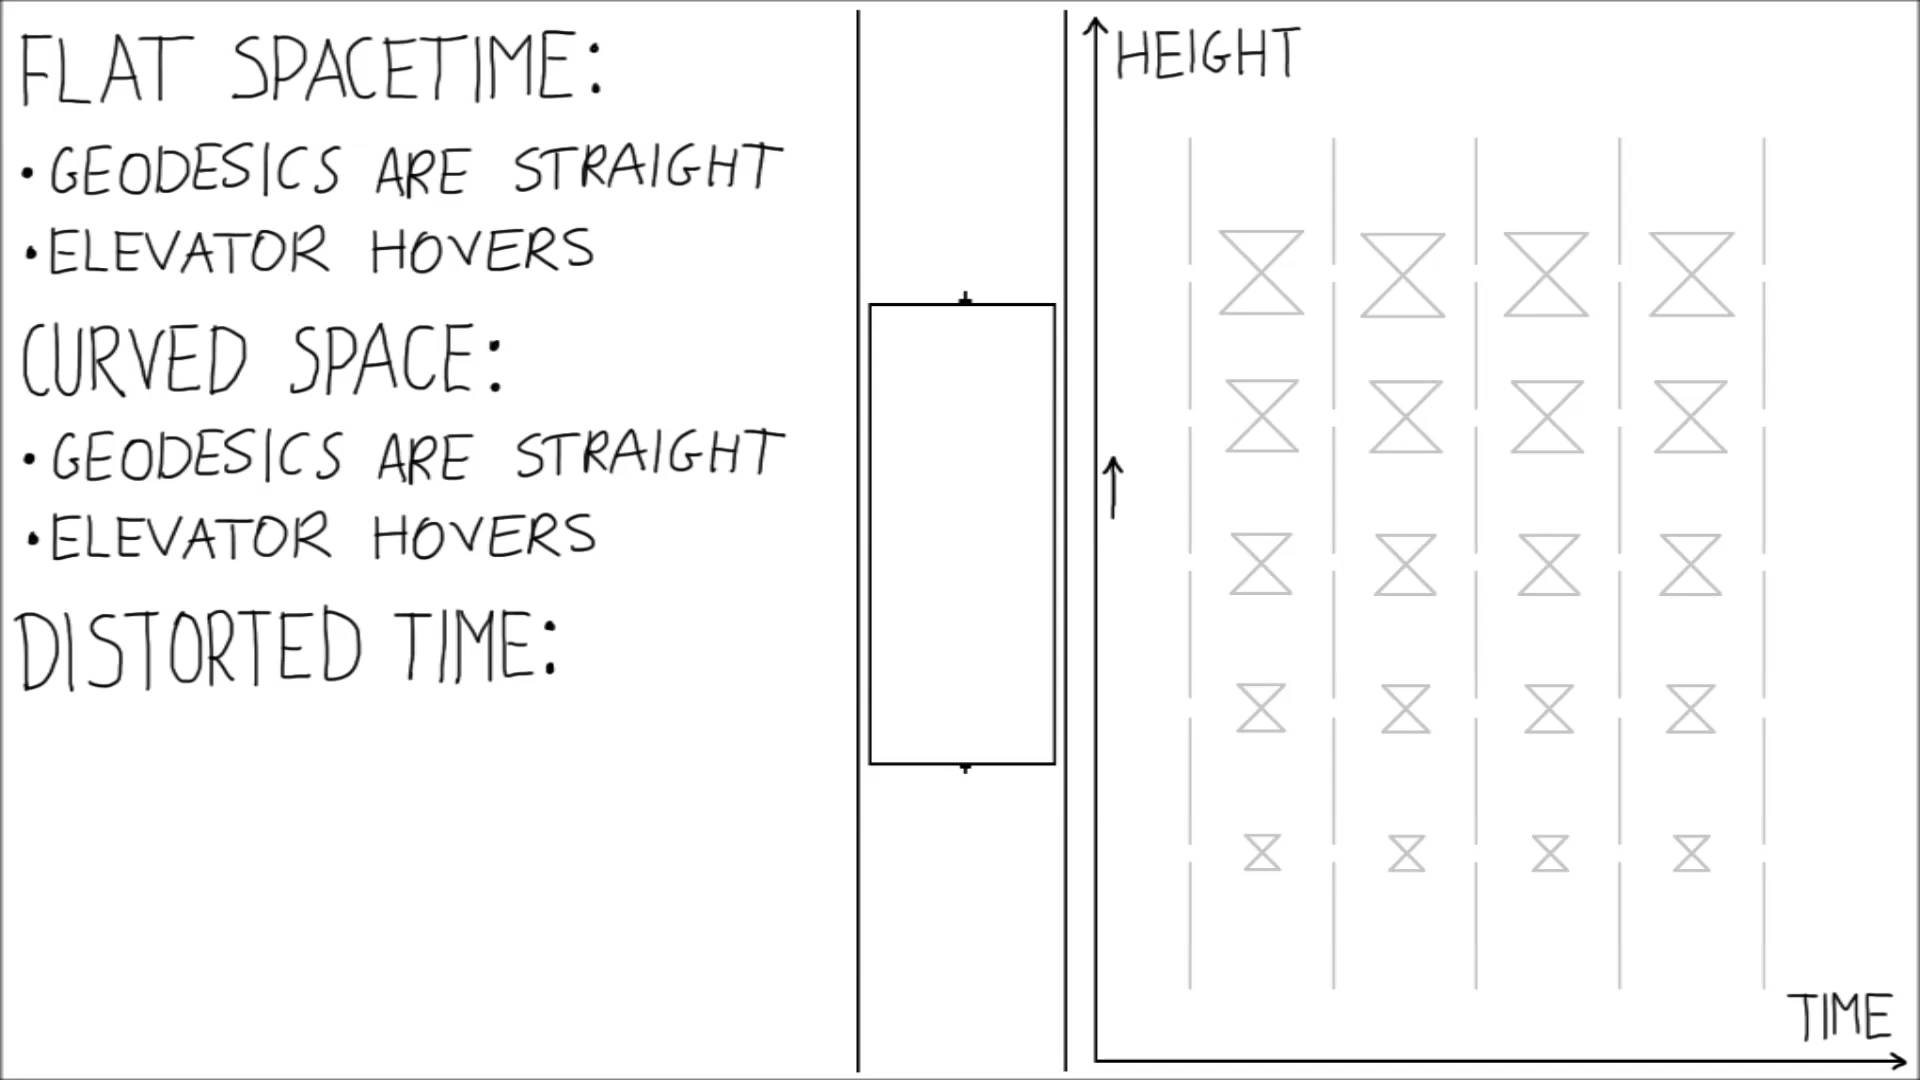 FLAT SPACETIME:
• GEODESICS ARE STRAIGHT
• ELEVATOR HOVERS
CURVED SPACE:
• GEODESICS ARE STRAIGHT
• ELEVATOR HOVERS
DISTORTED TIME:
HEIGHT
TIME